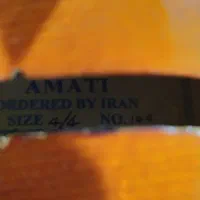 AMATI
ORDERED BY IRAN
SIZE 4/4 NO.